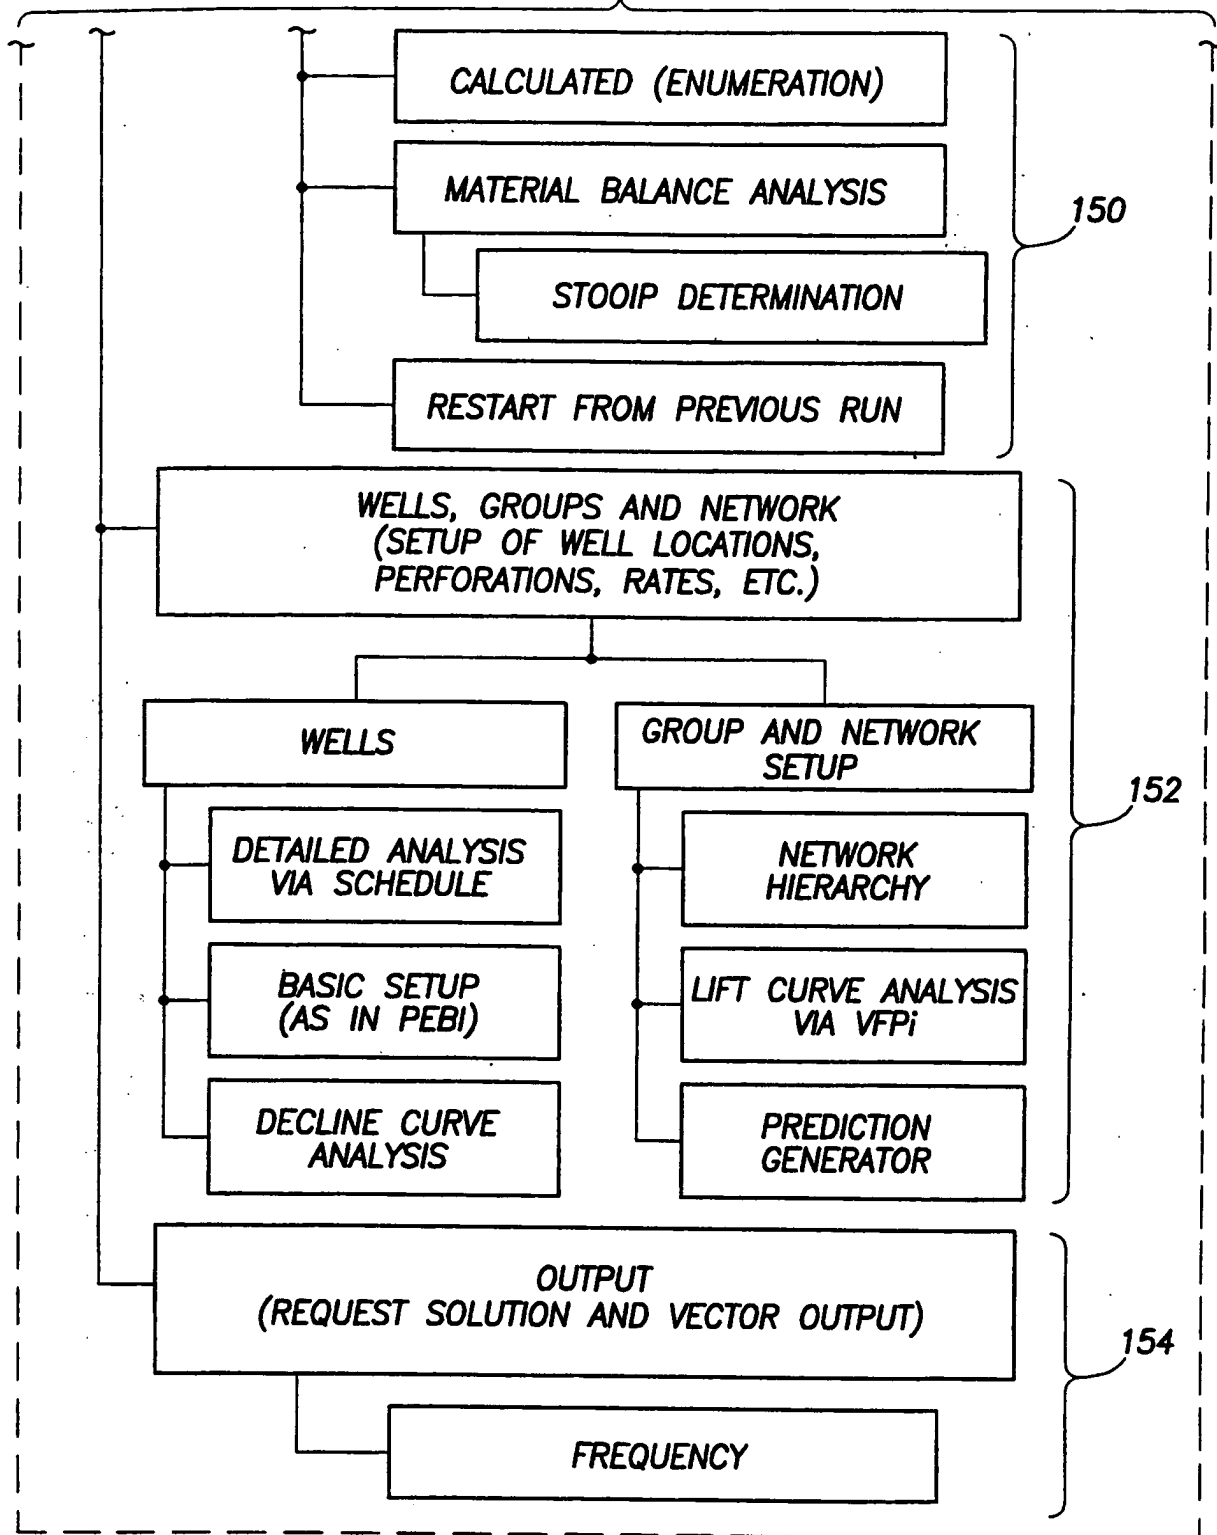 CALCULATED (ENUMERATION)
MATERIAL BALANCE ANALYSIS
STOOIP DETERMINATION
RESTART FROM PREVIOUS RUN
150
WELLS, GROUPS AND NETWORK
(SETUP OF WELL LOCATIONS,
PERFORATIONS, RATES, ETC.)
WELLS
GROUP AND NETWORK
SETUP
DETAILED ANALYSIS
VIA SCHEDULE
NETWORK
HIERARCHY
BASIC SETUP
(AS IN PEBI)
LIFT CURVE ANALYSIS
VIA VFPi
DECLINE CURVE
ANALYSIS
PREDICTION
GENERATOR
152
OUTPUT
(REQUEST SOLUTION AND VECTOR OUTPUT)
FREQUENCY
154